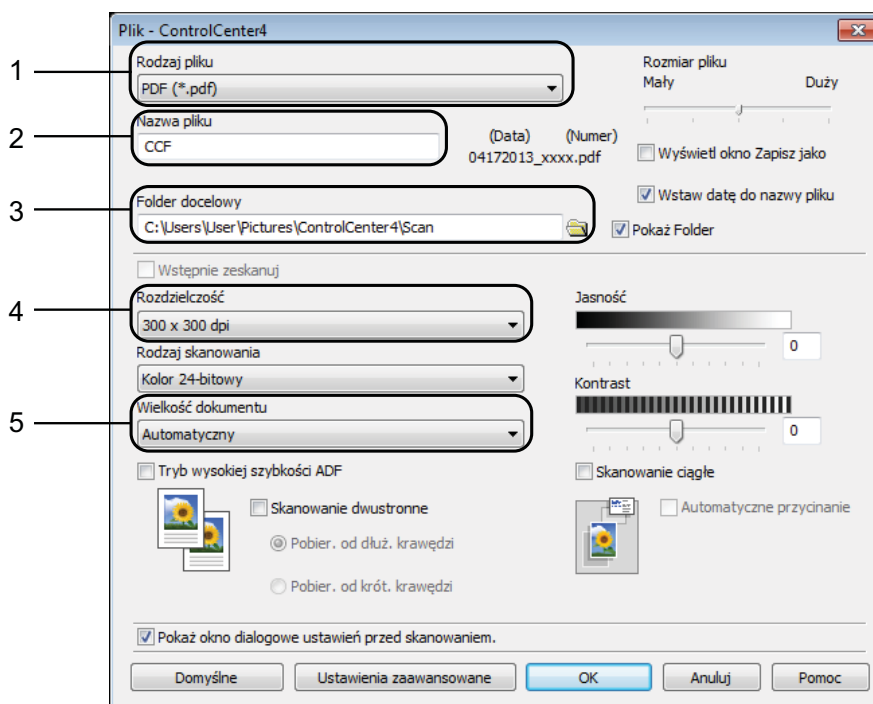 Plik - ControlCenter4
1
Rodzaj pliku
PDF (*.pdf)
Rozmiar pliku
Mały Duży
2
Nazwa pliku
CCF
(Data) (Numer)
04172013_xxxx.pdf
Wyświetl okno Zapisz jako
Wstaw datę do nazwy pliku
3
Folder docelowy
C:\Users\User\Pictures\ControlCenter4\Scan
Pokaż Folder
Wstępnie zeskanuj
4
Rozdzielczość
300 x 300 dpi
Jasność
0
Rodzaj skanowania
Kolor 24-bitowy
Kontrast
0
5
Wielkość dokumentu
Automatyczny
Tryb wysokiej szybkości ADF
Skanowanie ciągłe
Skanowanie dwustronne
Automatyczne przycinanie
Pobier. od dłuż. krawędzi
Pobier. od krót. krawędzi
Pokaż okno dialogowe ustawień przed skanowaniem.
Domyślne Ustawienia zaawansowane OK Anuluj Pomoc